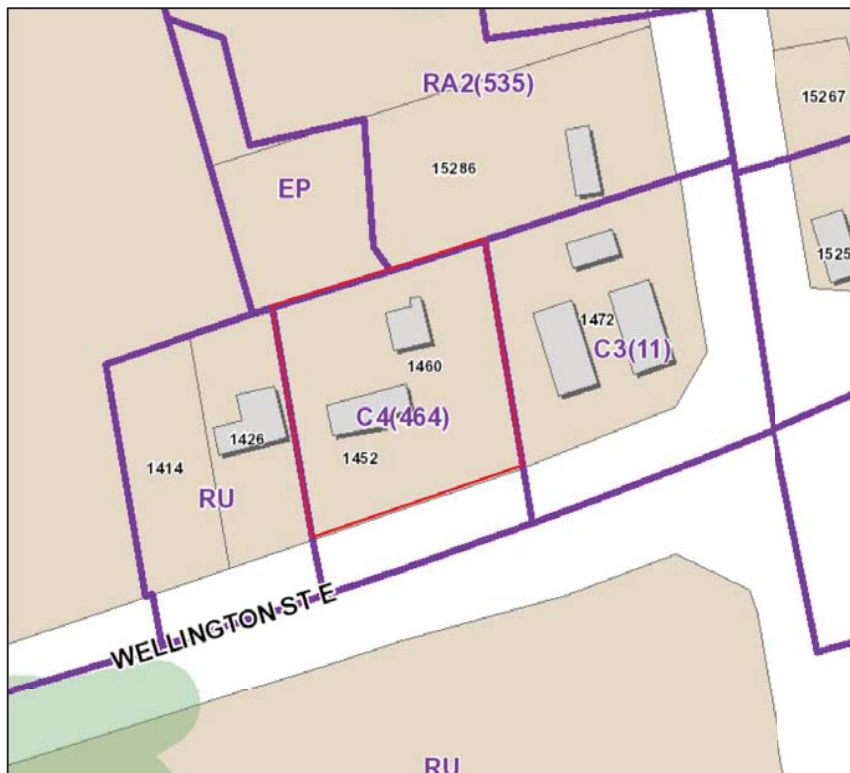 RA2(535)
15267
15286
EP
1525
1472
C3(11)
1460
C4(464)
1426
1452
1414
RU
WELLINGTON ST E
RU